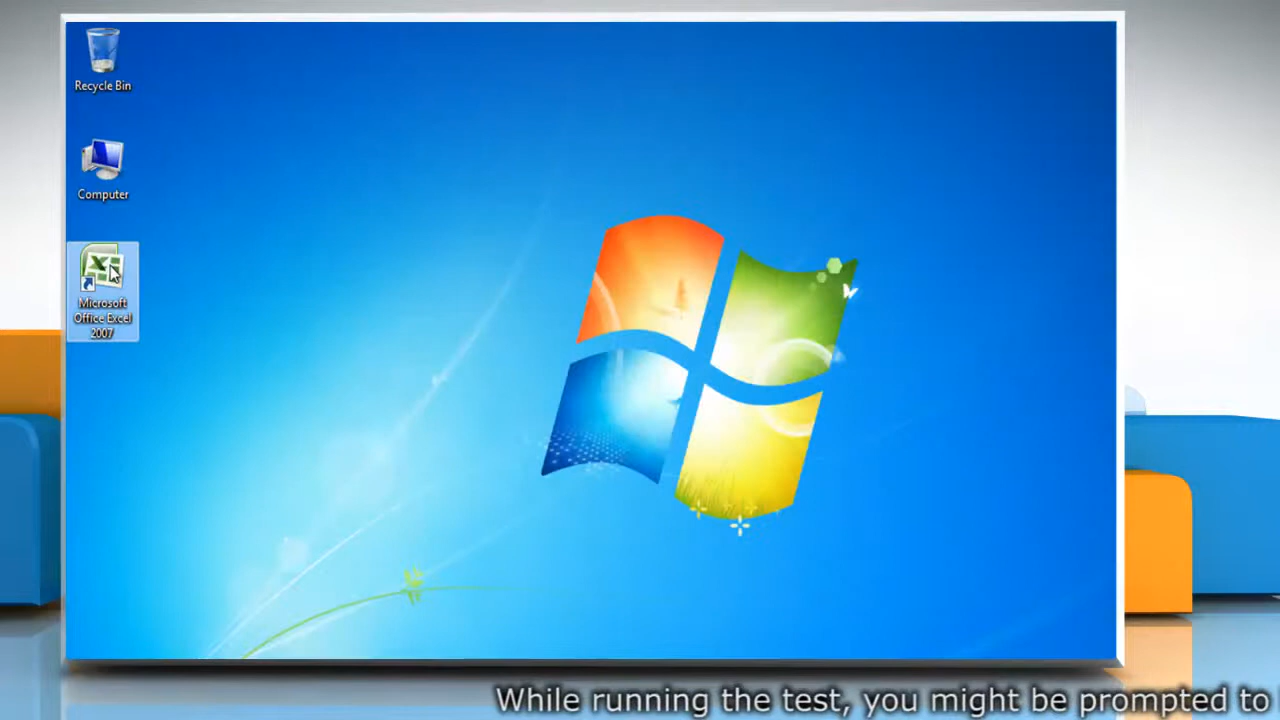 Recycle Bin
Computer
Microsoft
Office Excel
2007
While running the test, you might be prompted to